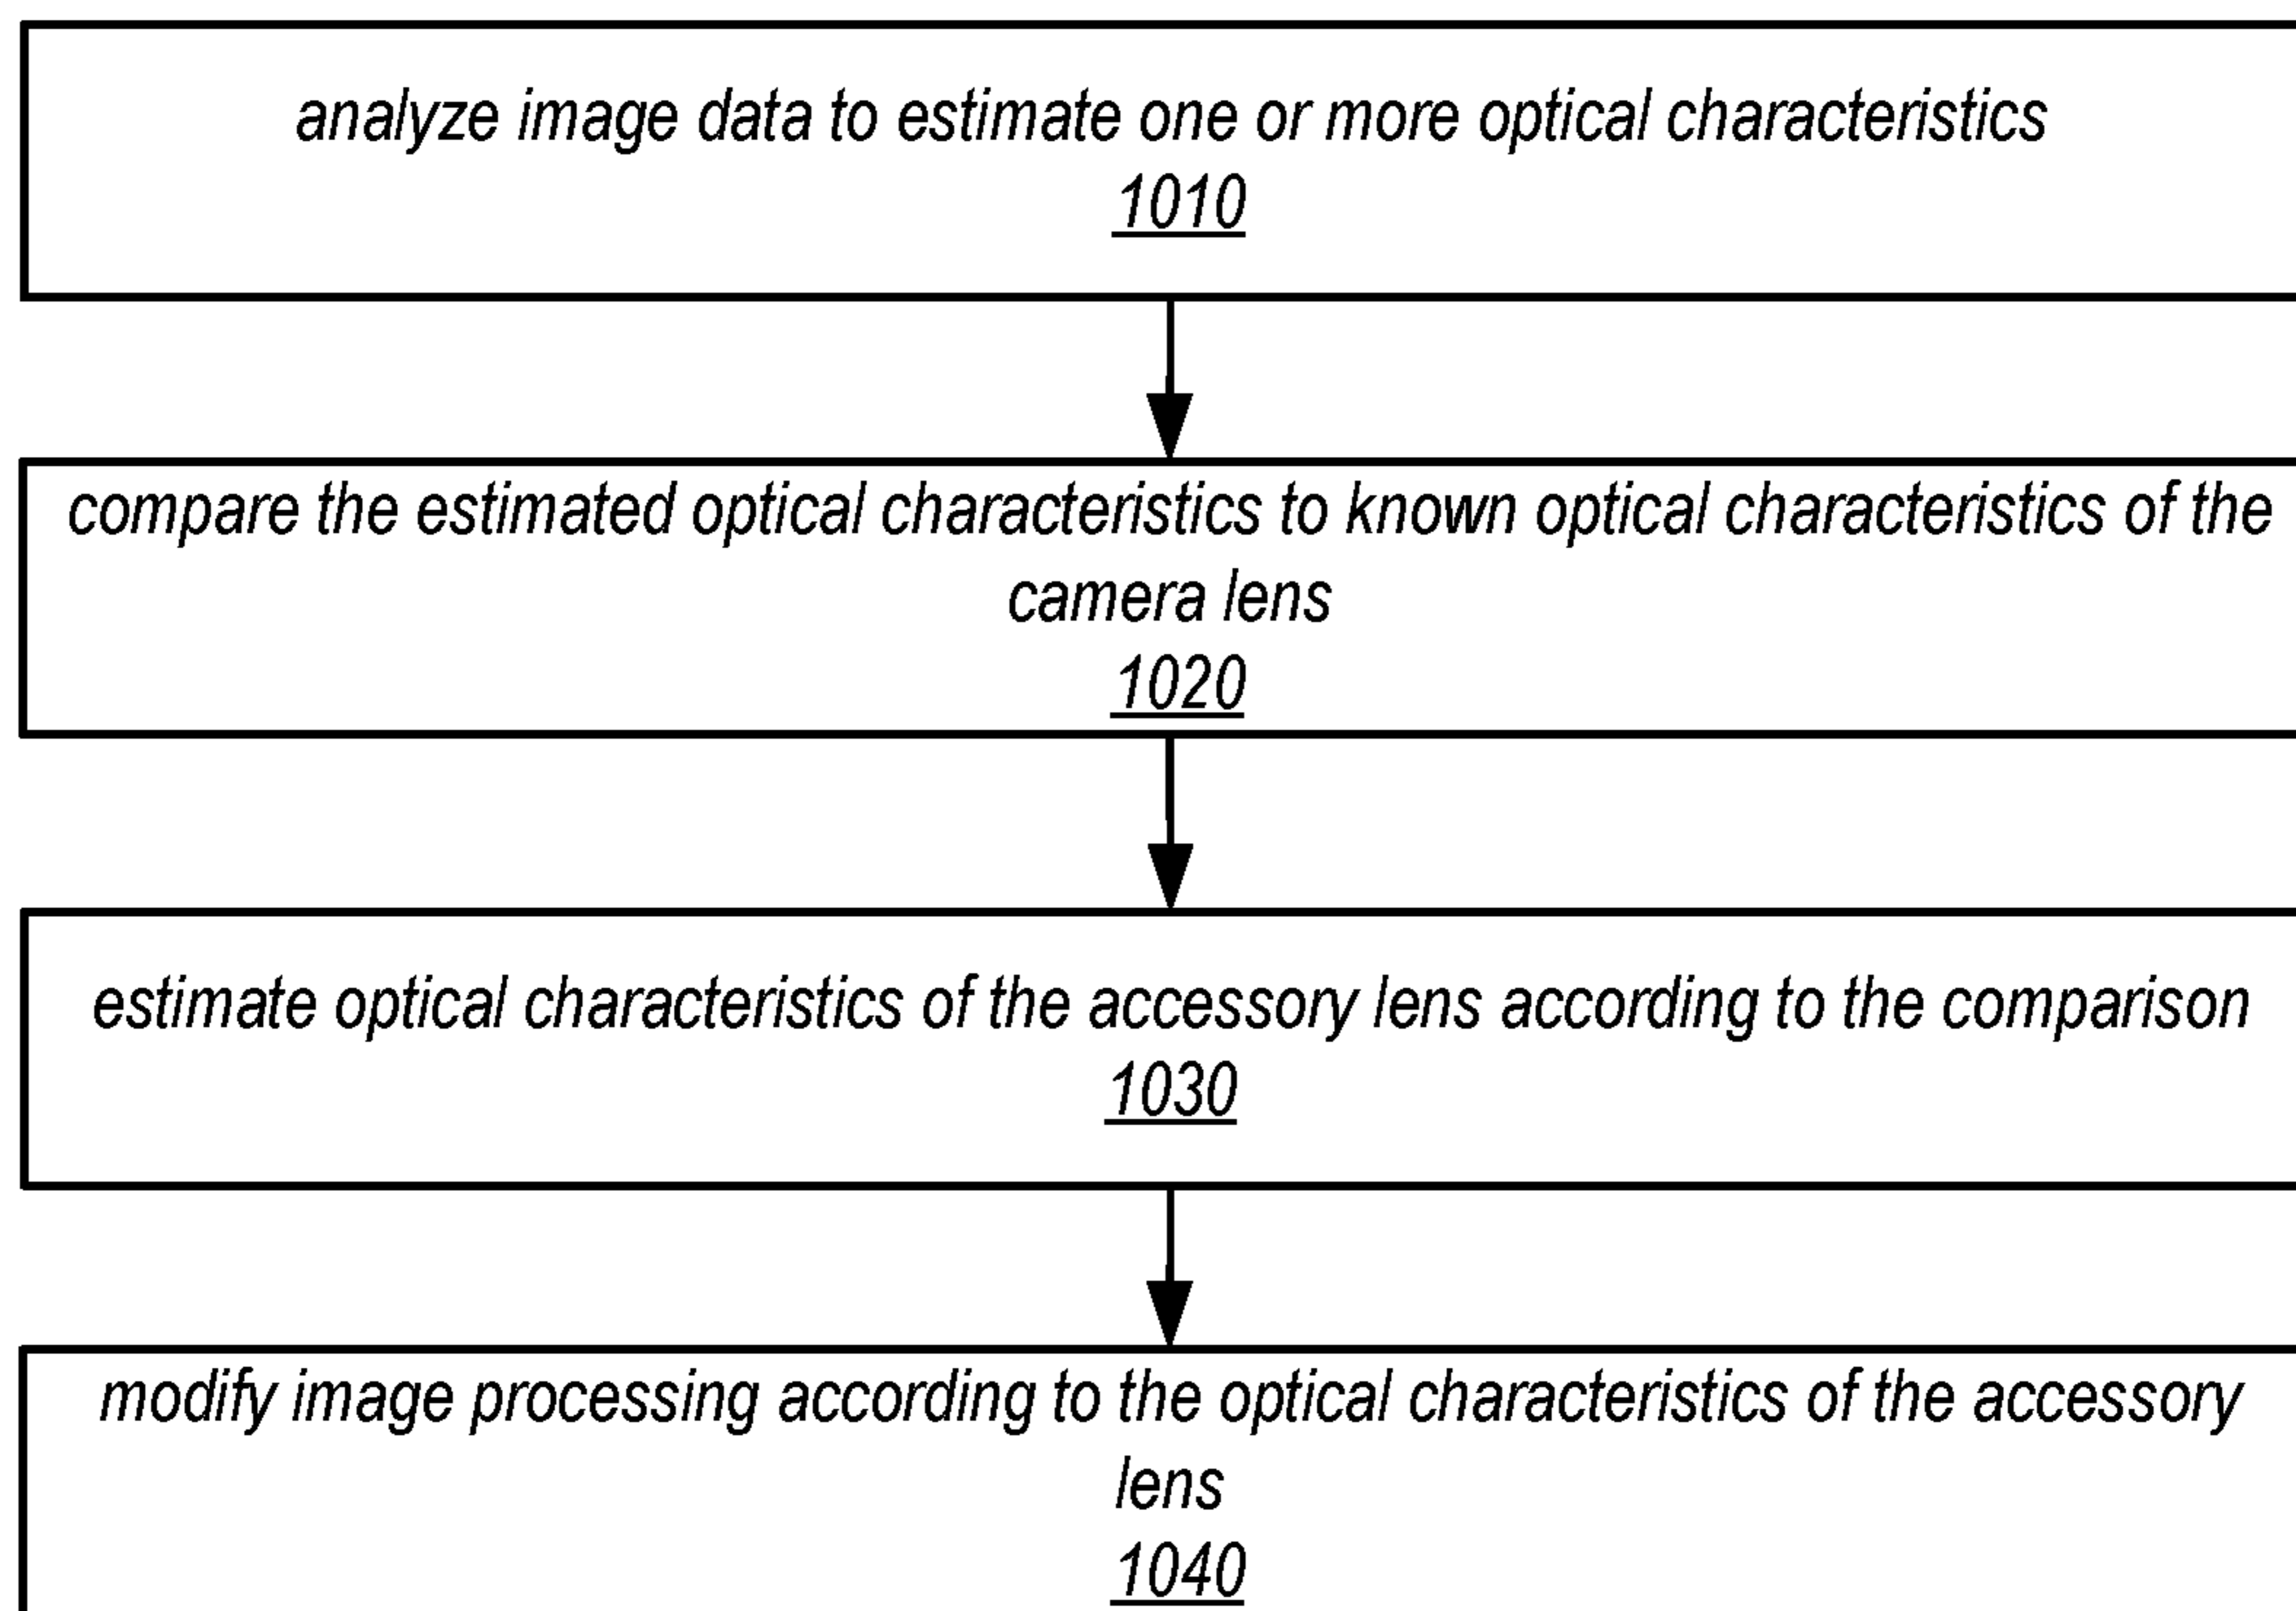 analyze image data to estimate one or more optical characteristics
1010
compare the estimated optical characteristics to known optical characteristics of the
camera lens
1020
estimate optical characteristics of the accessory lens according to the comparison
1030
modify image processing according to the optical characteristics of the accessory
lens
1040